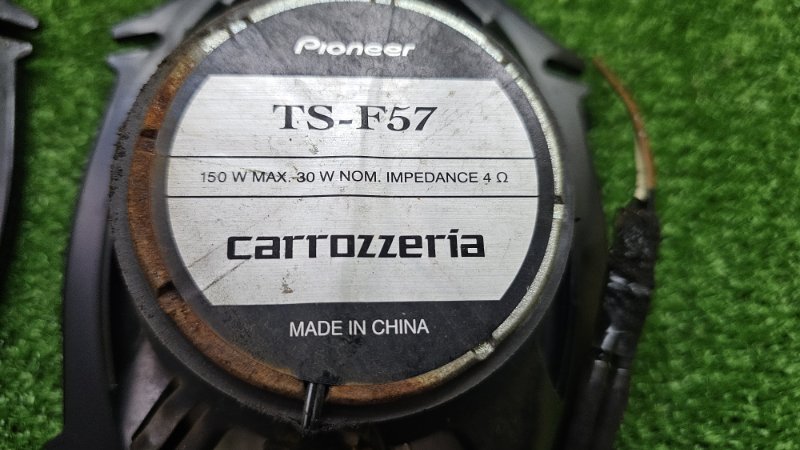 Pioneer
TS-F57
150 W MAX. 30 W NOM. IMPEDANCE 4 Ω
carrozzeria
MADE IN CHINA